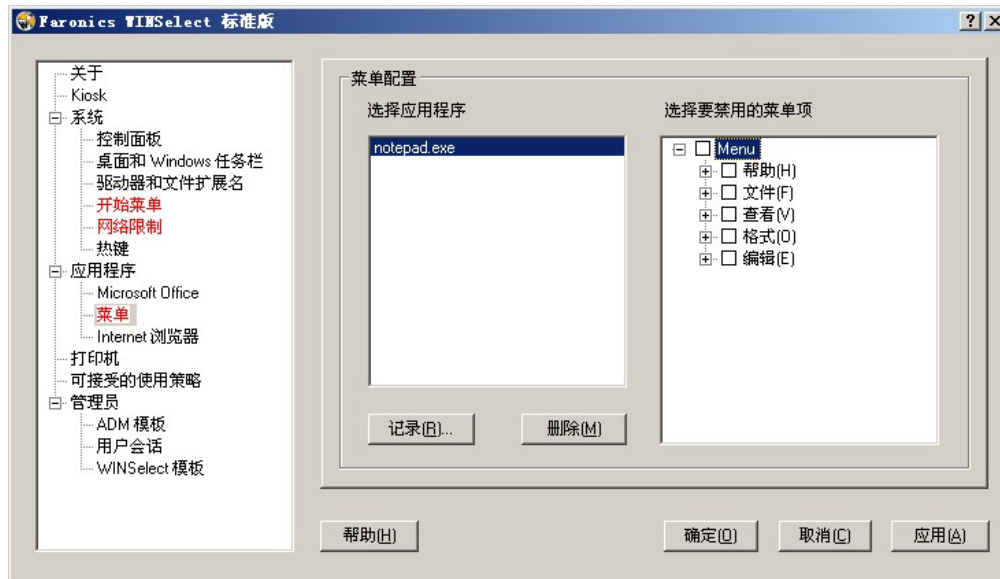 Faronics WINSelect 标准版
关于
Kiosk
系统
控制面板
桌面和 Windows 任务栏
驱动器和文件扩展名
开始菜单
网络限制
热键
应用程序
Microsoft Office
菜单
Internet 浏览器
打印机
可接受的使用策略
管理员
ADM 模板
用户会话
WINSelect 模板
菜单配置
选择应用程序
notepad.exe
记录(R)...
删除(M)
选择要禁用的菜单项
Menu
帮助(H)
文件(F)
查看(V)
格式(O)
编辑(E)
帮助(H)
确定(O)
取消(C)
应用(A)